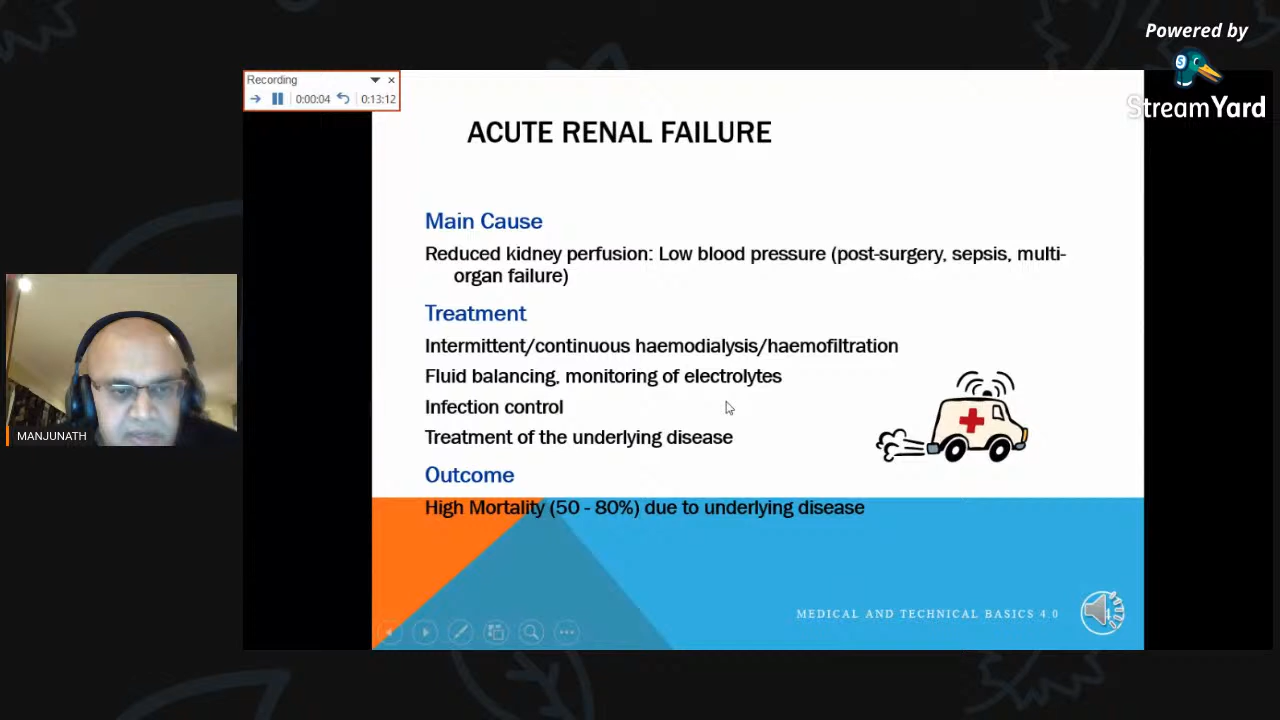 Powered by
StreamYard
Recording
0:00:04 0:13:12
ACUTE RENAL FAILURE
Main Cause
Reduced kidney perfusion: Low blood pressure (post-surgery, sepsis, multi-
organ failure)
Treatment
Intermittent/continuous haemodialysis/haemofiltration
Fluid balancing, monitoring of electrolytes
Infection control
Treatment of the underlying disease
Outcome
High Mortality (50 - 80%) due to underlying disease
MEDICAL AND TECHNICAL BASICS 4.0
MANJUNATH